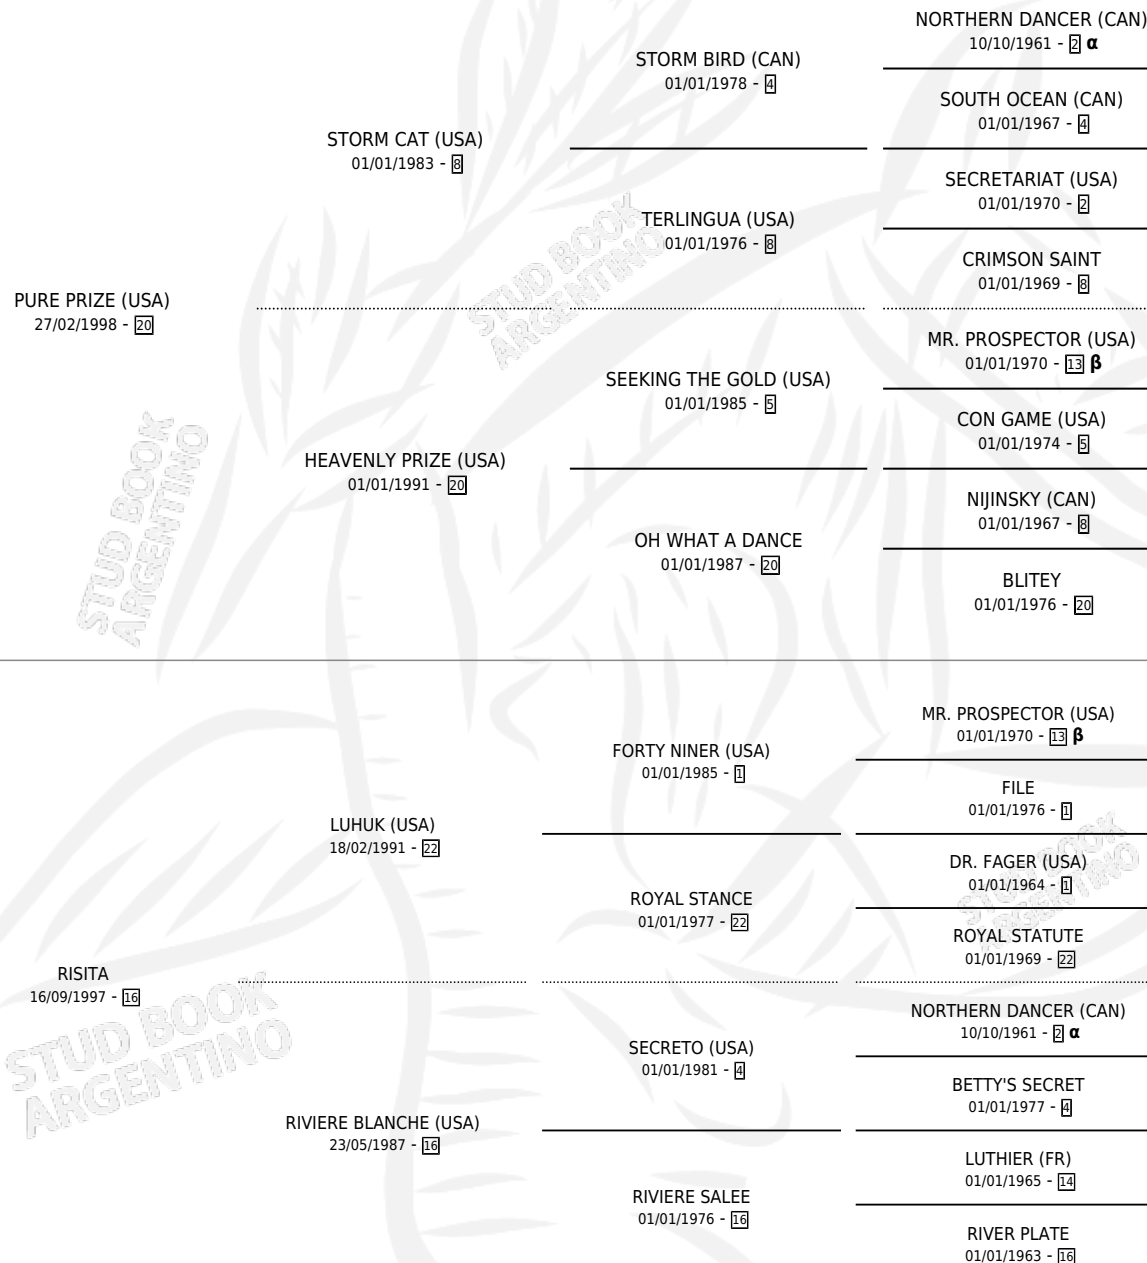 NORTHERN DANCER (CAN)
10/10/1961 - 2 α
STORM BIRD (CAN)
01/01/1978 - 4
SOUTH OCEAN (CAN)
01/01/1967 - 4
STORM CAT (USA)
01/01/1983 - 8
SECRETARIAT (USA)
01/01/1970 - 2
TERLINGUA (USA)
01/01/1976 - 8
CRIMSON SAINT
01/01/1969 - 8
PURE PRIZE (USA)
27/02/1998 - 20
STUD BOOK
ARGENTINO
MR. PROSPECTOR (USA)
01/01/1970 - 13 β
SEEKING THE GOLD (USA)
01/01/1985 - 5
CON GAME (USA)
01/01/1974 - 5
HEAVENLY PRIZE (USA)
01/01/1991 - 20
NIJINSKY (CAN)
01/01/1967 - 8
OH WHAT A DANCE
01/01/1987 - 20
BLITEY
01/01/1976 - 20
STUD BOOK
ARGENTINO
MR. PROSPECTOR (USA)
01/01/1970 - 13 β
FORTY NINER (USA)
01/01/1985 - 1
FILE
01/01/1976 - 1
LUHUK (USA)
18/02/1991 - 22
DR. FAGER (USA)
01/01/1964 - 1
ROYAL STANCE
01/01/1977 - 22
ROYAL STATUTE
01/01/1969 - 22
STUD BOOK
ARGENTINO
RISITA
16/09/1997 - 16
STUD BOOK
ARGENTINO
NORTHERN DANCER (CAN)
10/10/1961 - 2 α
SECRETO (USA)
01/01/1981 - 4
BETTY'S SECRET
01/01/1977 - 4
RIVIERE BLANCHE (USA)
23/05/1987 - 16
LUTHIER (FR)
01/01/1965 - 14
RIVIERE SALEE
01/01/1976 - 16
RIVER PLATE
01/01/1963 - 16